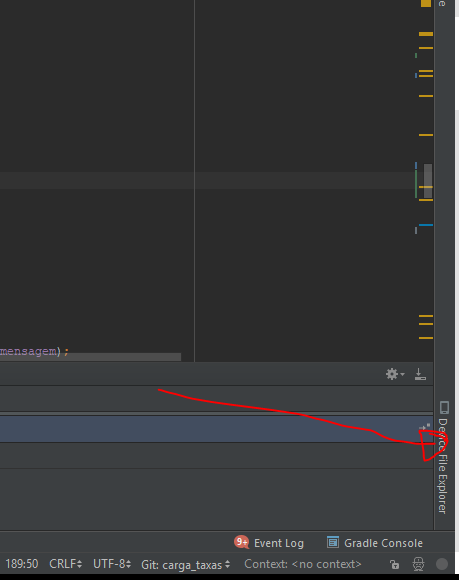 mensagem);
Device File Explorer
9+ Event Log Gradle Console
189:50 CRLF UTF-8 Git: carga_taxas Context: <no context>